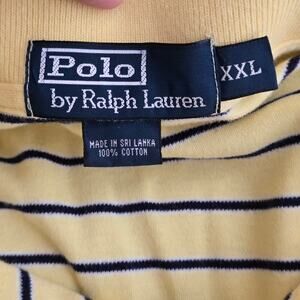 Polo
by Ralph Lauren
XXL
MADE IN SRI LANKA
100% COTTON